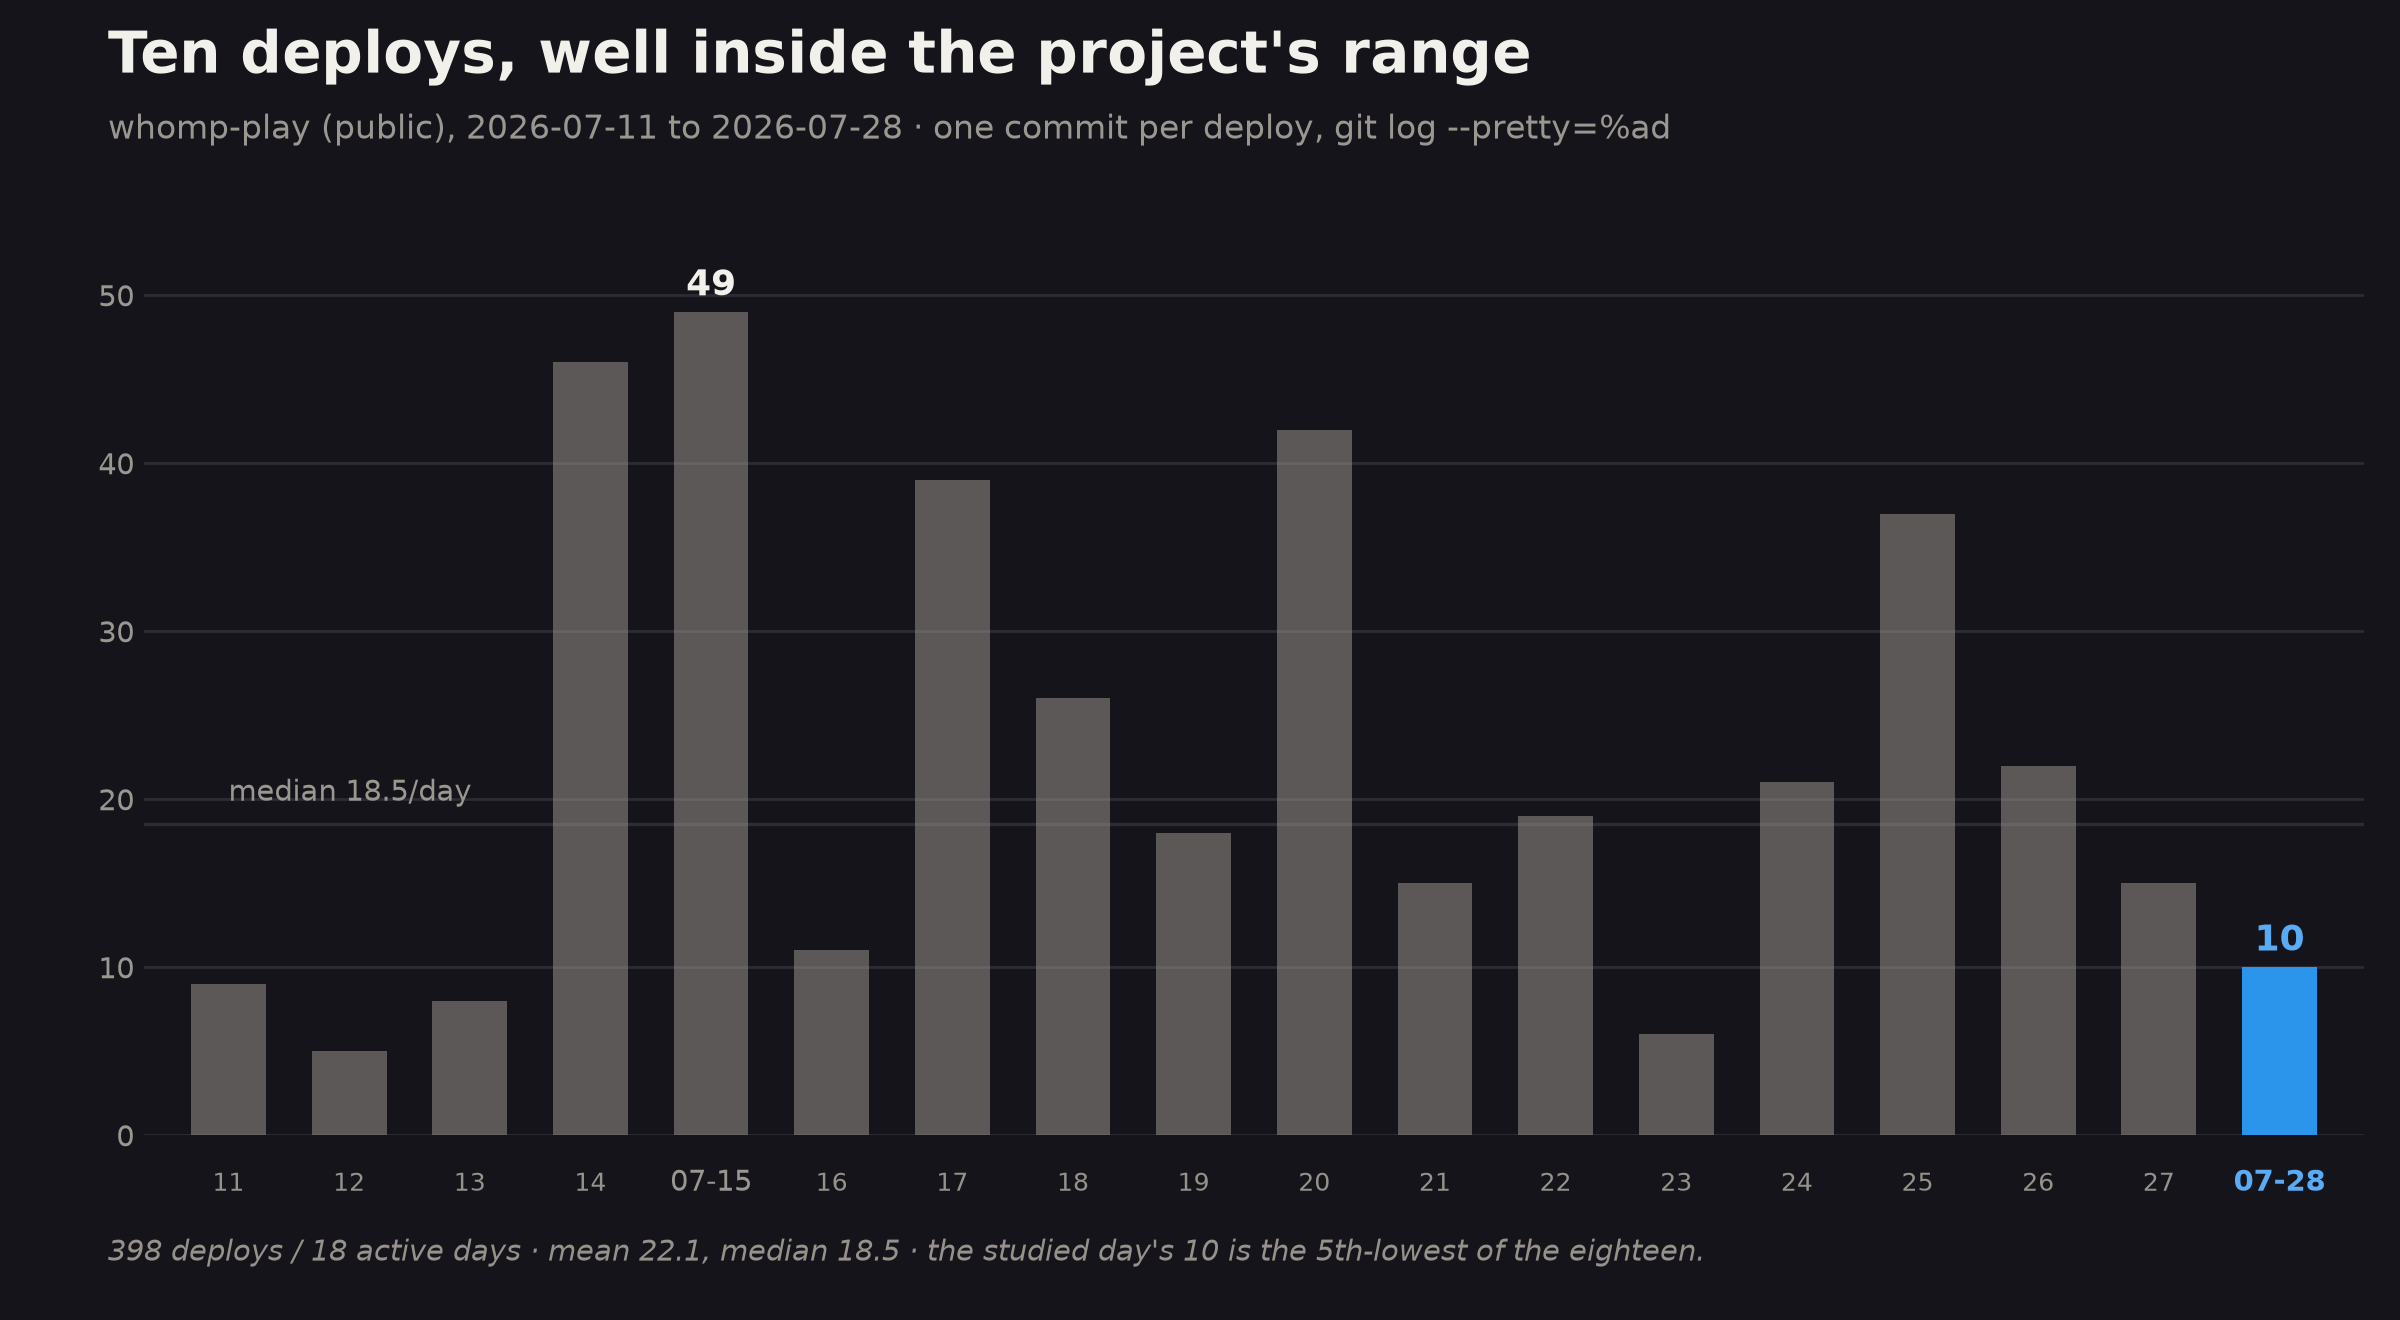 Ten deploys, well inside the project's range
whomp-play (public), 2026-07-11 to 2026-07-28 · one commit per deploy, git log --pretty=%ad
49
50
40
30
median 18.5/day
20
10
10
0
11 12 13 14 07-15 16 17 18 19 20 21 22 23 24 25 26 27 07-28
398 deploys / 18 active days · mean 22.1, median 18.5 · the studied day's 10 is the 5th-lowest of the eighteen.